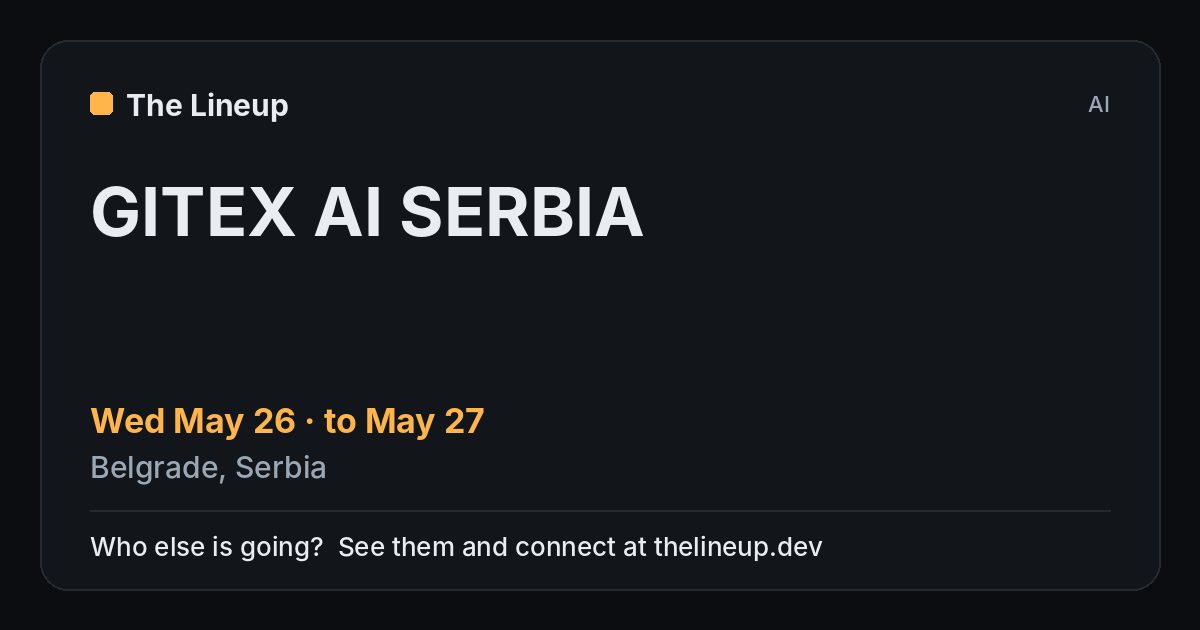 The Lineup
AI
GITEX AI SERBIA
Wed May 26 · to May 27
Belgrade, Serbia
Who else is going? See them and connect at thelineup.dev